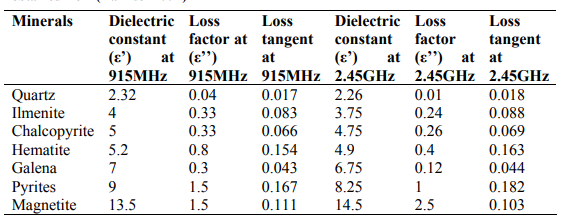 Minerals Dielectric Loss Loss Dielectric Loss Loss
constant factor at tangent constant factor tangent
(ε’) at (ε’’) at (ε’) at (ε’’) at at
915MHz 915MHz 915MHz 2.45GHz 2.45GHz 2.45GHz
Quartz 2.32 0.04 0.017 2.26 0.01 0.018
Ilmenite 4 0.33 0.083 3.75 0.24 0.088
Chalcopyrite 5 0.33 0.066 4.75 0.26 0.069
Hematite 5.2 0.8 0.154 4.9 0.4 0.163
Galena 7 0.3 0.043 6.75 0.12 0.044
Pyrites 9 1.5 0.167 8.25 1 0.182
Magnetite 13.5 1.5 0.111 14.5 2.5 0.103